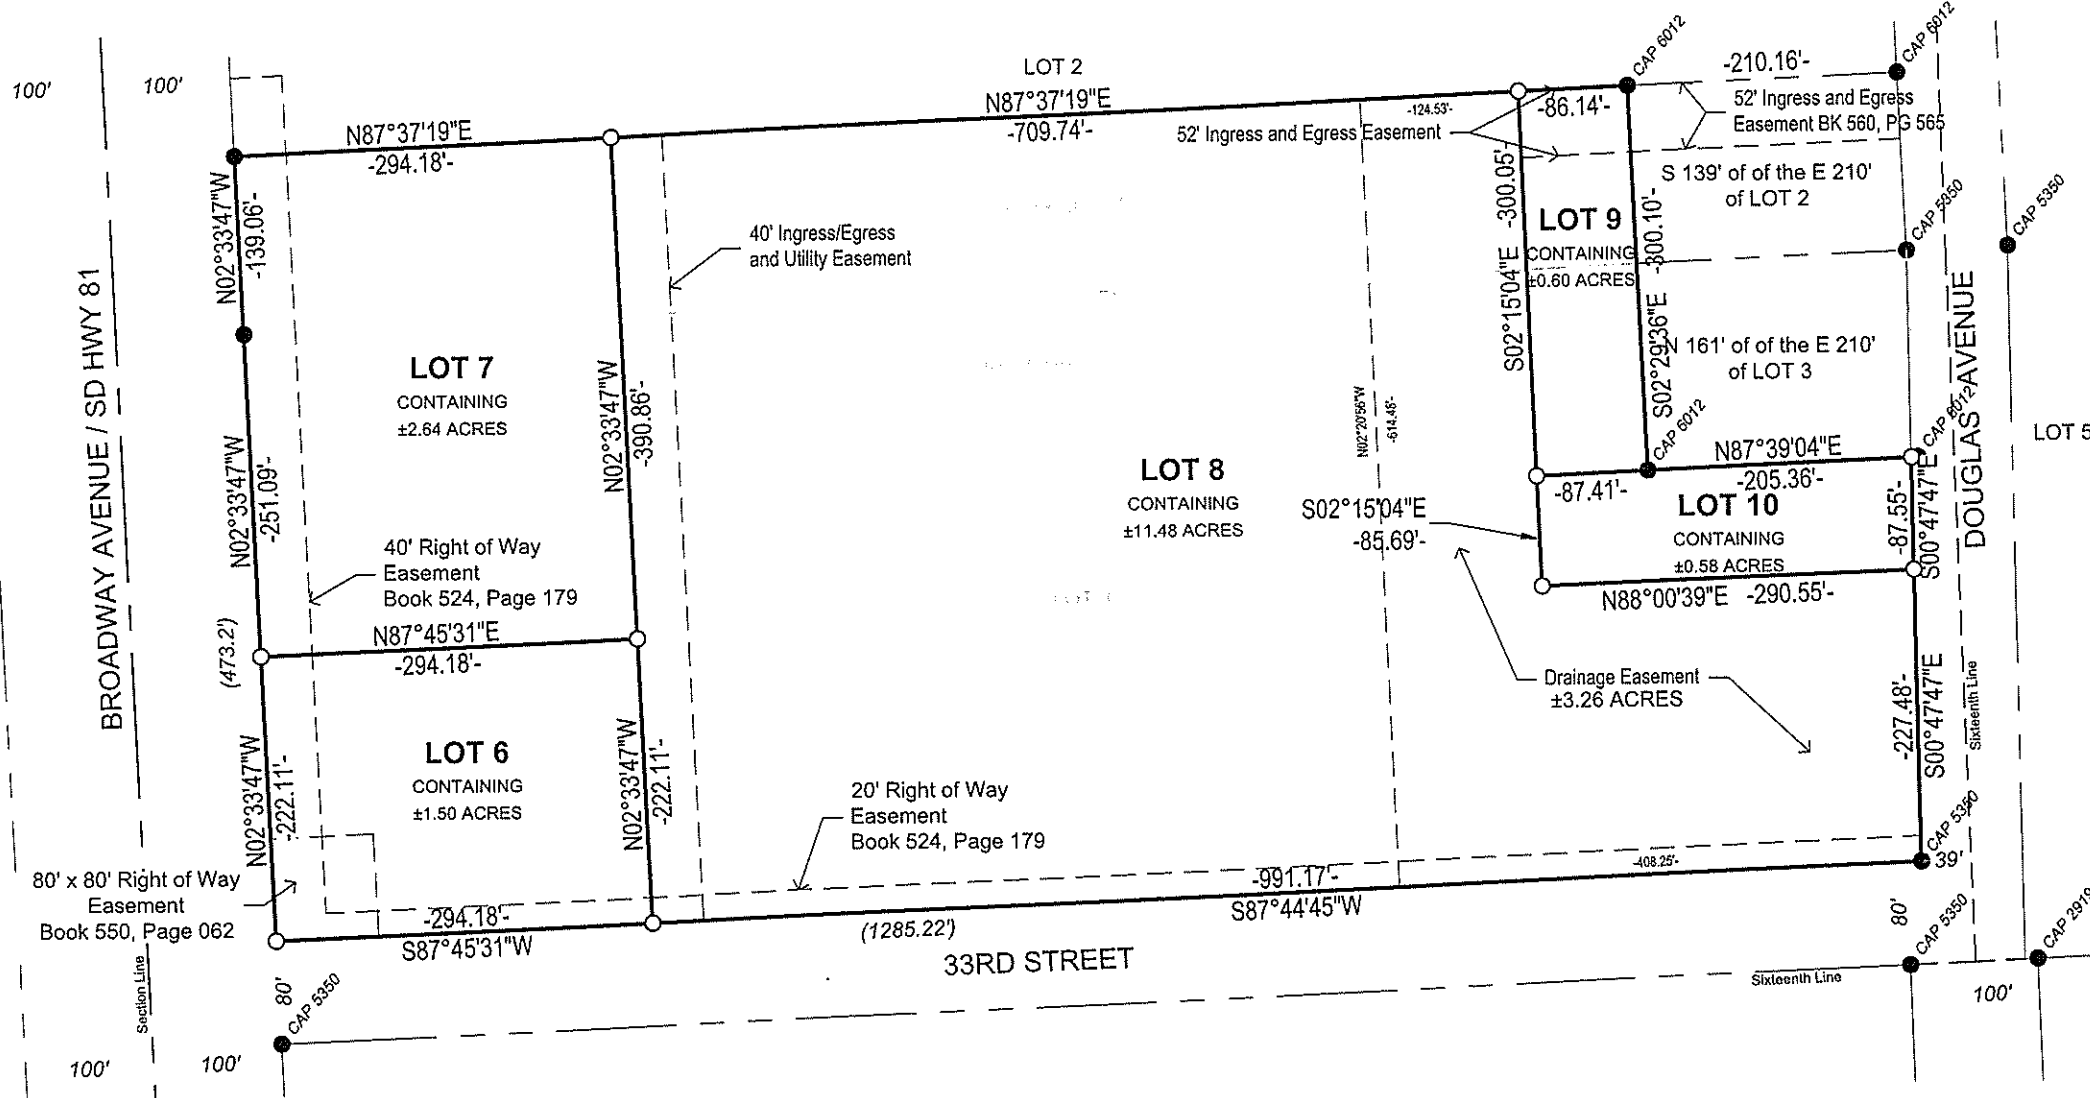 100'
100'
LOT 2
N87°37'19"E
-709.74'-
N87°37'19"E
-294.18'-
-124.53'-
-86.14'-
CAP 6012
-210.16'-
CAP 6012
52' Ingress and Egress Easement
52' Ingress and Egress
Easement BK 560, PG 565
S 139' of of the E 210'
of LOT 2
N02°33'47"W
-139.06'-
40' Ingress/Egress
and Utility Easement
-300.05'-
S02°15'04"E
LOT 9
CONTAINING
±0.60 ACRES
-300.10'-
S02°29'36"E
CAP 5350
CAP 5350
N 161' of of the E 210'
of LOT 3
BROADWAY AVENUE / SD HWY 81
DOUGLAS AVENUE
LOT 7
CONTAINING
±2.64 ACRES
N02°33'47"W
-390.86'-
N02°33'47"W
-251.09'-
N02°20'56"W
-614.48'-
CAP 6012
CAP 6012
LOT 5
LOT 8
CONTAINING
±11.48 ACRES
N87°39'04"E
-205.36'-
-87.41'-
LOT 10
CONTAINING
±0.58 ACRES
S02°15'04"E
-85.69'-
-87.55'-
S00°47'47"E
N88°00'39"E -290.55'-
40' Right of Way
Easement
Book 524, Page 179
N87°45'31"E
-294.18'-
(473.2')
Drainage Easement
±3.26 ACRES
-227.48'-
S00°47'47"E
Sixteenth Line
LOT 6
CONTAINING
±1.50 ACRES
N02°33'47"W
-222.11'-
N02°33'47"W
-222.11'-
20' Right of Way
Easement
Book 524, Page 179
80' x 80' Right of Way
Easement
Book 550, Page 062
-294.18'-
S87°45'31"W
-991.17'-
S87°44'45"W
-408.25'-
(1285.22')
CAP 5350
39'
33RD STREET
80'
CAP 5350
80'
CAP 5350
CAP 2919
Section Line
Sixteenth Line
100'
100'
100'